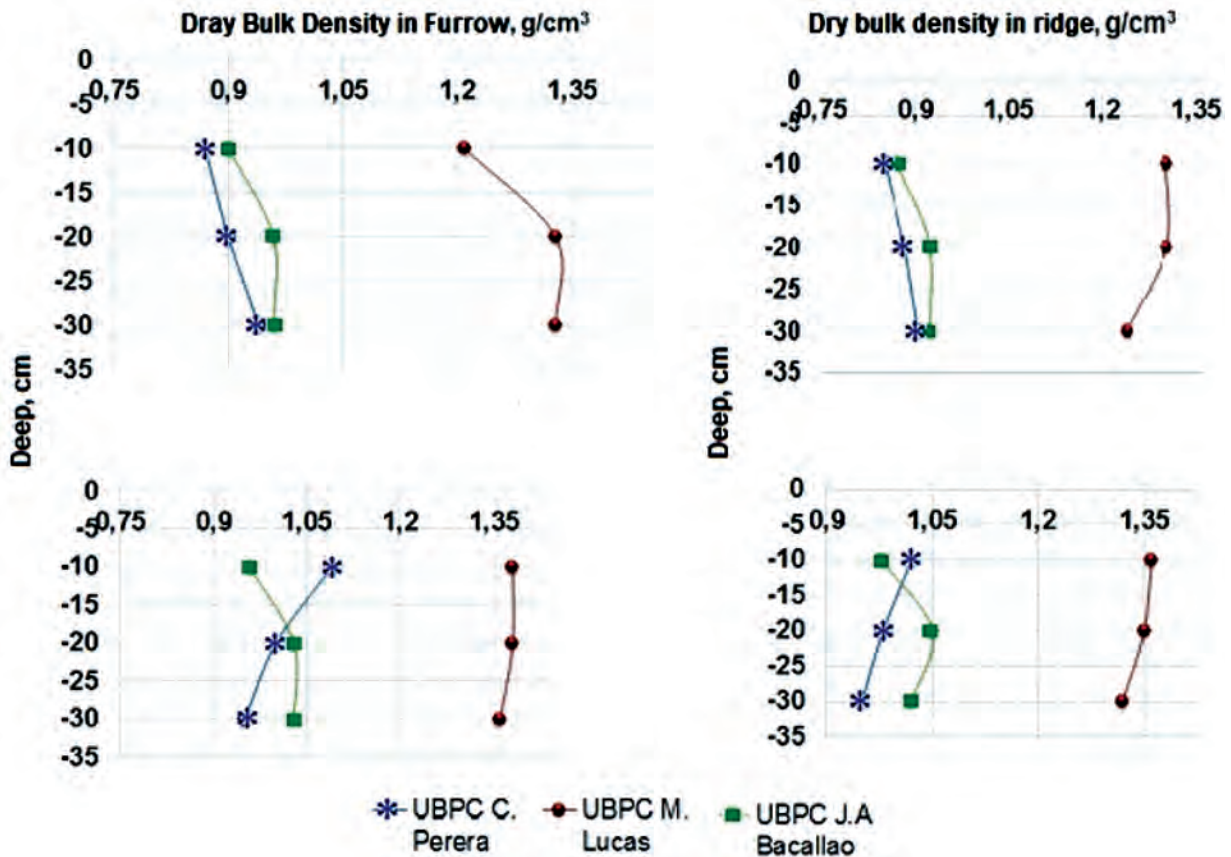 Dray Bulk Density in Furrow, g/cm³
0
0,75 0,9 1,05 1,2 1,35
-5
-10
-15
-20
-25
-30
-35
Dry bulk density in ridge, g/cm³
0
0,75 0,9 1,05 1,2 1,35
-5
-10
-15
-20
-25
-30
-35
Deep, cm
Deep, cm
0
0,75 0,9 1,05 1,2 1,35
-5
-10
-15
-20
-25
-30
-35
0
0,9 1,05 1,2 1,35
-5
-10
-15
-20
-25
-30
-35
UBPC C.
Perera
UBPC M.
Lucas
UBPC J.A
Bacallao